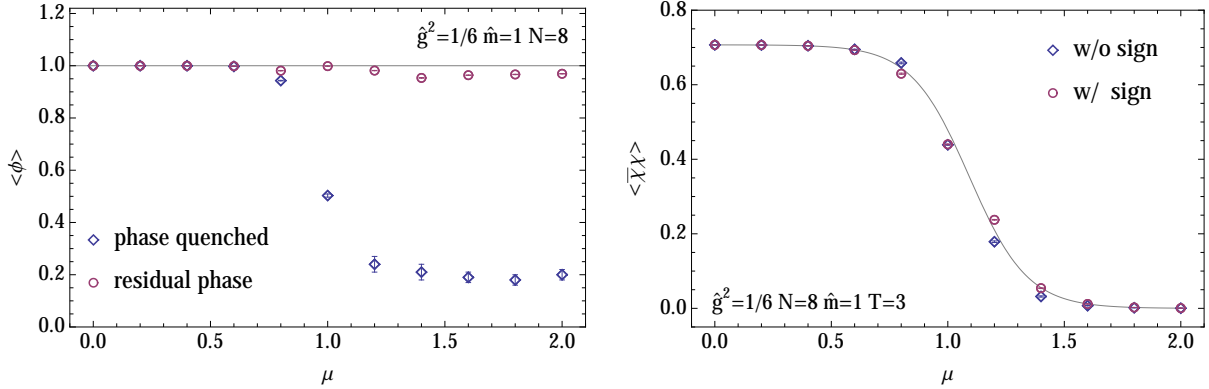 ĝ²=1/6 m̂=1 N=8
1.2
1.0
0.8
0.6
0.4
0.2
0.0
<ϕ>
phase quenched
residual phase
0.0 0.5 1.0 1.5 2.0
μ
0.8
0.6
0.4
0.2
0.0
<χ̅χ>
w/o sign
w/ sign
ĝ²=1/6 N=8 m̂=1 T=3
0.0 0.5 1.0 1.5 2.0
μ